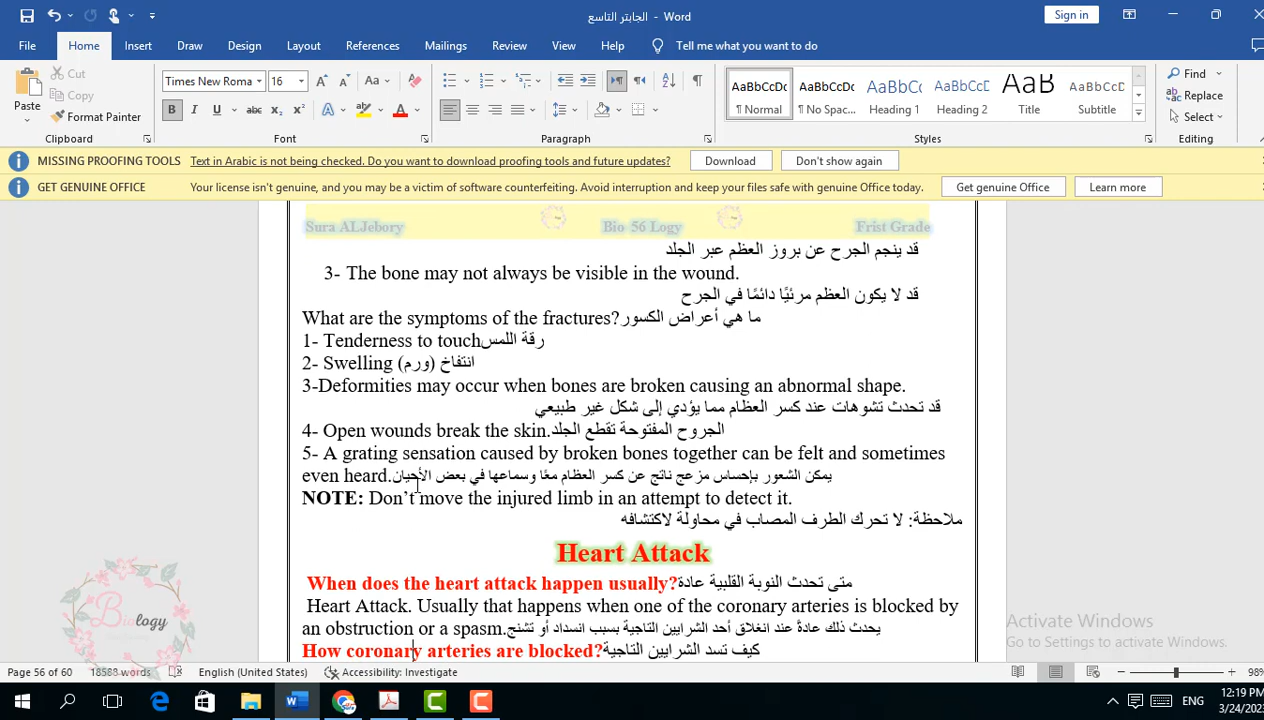 الجابتر التاسع - Word
Sign in
File Home Insert Draw Design Layout References Mailings Review View Help Tell me what you want to do
Paste
Cut
Copy
Format Painter
Clipboard
Times New Roma 16
B I U abc x₂ x²
Font
Paragraph
AaBbCcDc AaBbCcDc AaBbCc AaBbCcD AaB AaBbCcD
¶ Normal ¶ No Spac... Heading 1 Heading 2 Title Subtitle
Styles
Find
Replace
Select
Editing
MISSING PROOFING TOOLS Text in Arabic is not being checked. Do you want to download proofing tools and future updates? Download Don't show again
GET GENUINE OFFICE Your license isn't genuine, and you may be a victim of software counterfeiting. Avoid interruption and keep your files safe with genuine Office today. Get genuine Office Learn more
Sura ALJebory Bio 56 Logy Frist Grade
قد ينجم الجرح عن بروز العظم عبر الجلد
3- The bone may not always be visible in the wound.
قد لا يكون العظم مرئيًا دائمًا في الجرح
What are the symptoms of the fractures?ما هي أعراض الكسور
1- Tenderness to touchرقة اللمس
2- Swelling (ورم) انتفاخ
3-Deformities may occur when bones are broken causing an abnormal shape.
قد تحدث تشوهات عند كسر العظام مما يؤدي إلى شكل غير طبيعي
4- Open wounds break the skin.الجروح المفتوحة تقطع الجلد
5- A grating sensation caused by broken bones together can be felt and sometimes
even heard.يمكن الشعور بإحساس مزعج ناتج عن كسر العظام معًا وسماعها في بعض الأحيان
NOTE: Don’t move the injured limb in an attempt to detect it.
ملاحظة: لا تحرك الطرف المصاب في محاولة لاكتشافه
Heart Attack
When does the heart attack happen usually?متى تحدث النوبة القلبية عادة
Heart Attack. Usually that happens when one of the coronary arteries is blocked by
an obstruction or a spasm.يحدث ذلك عادةً عند انغلاق أحد الشرايين التاجية بسبب انسداد أو تشنج
How coronary arteries are blocked?كيف تسد الشرايين التاجية
Biology
Activate Windows
Go to Settings to activate Windows.
Page 56 of 60 18588 words English (United States) Accessibility: Investigate 98%
ENG
12:19 PM
3/24/202